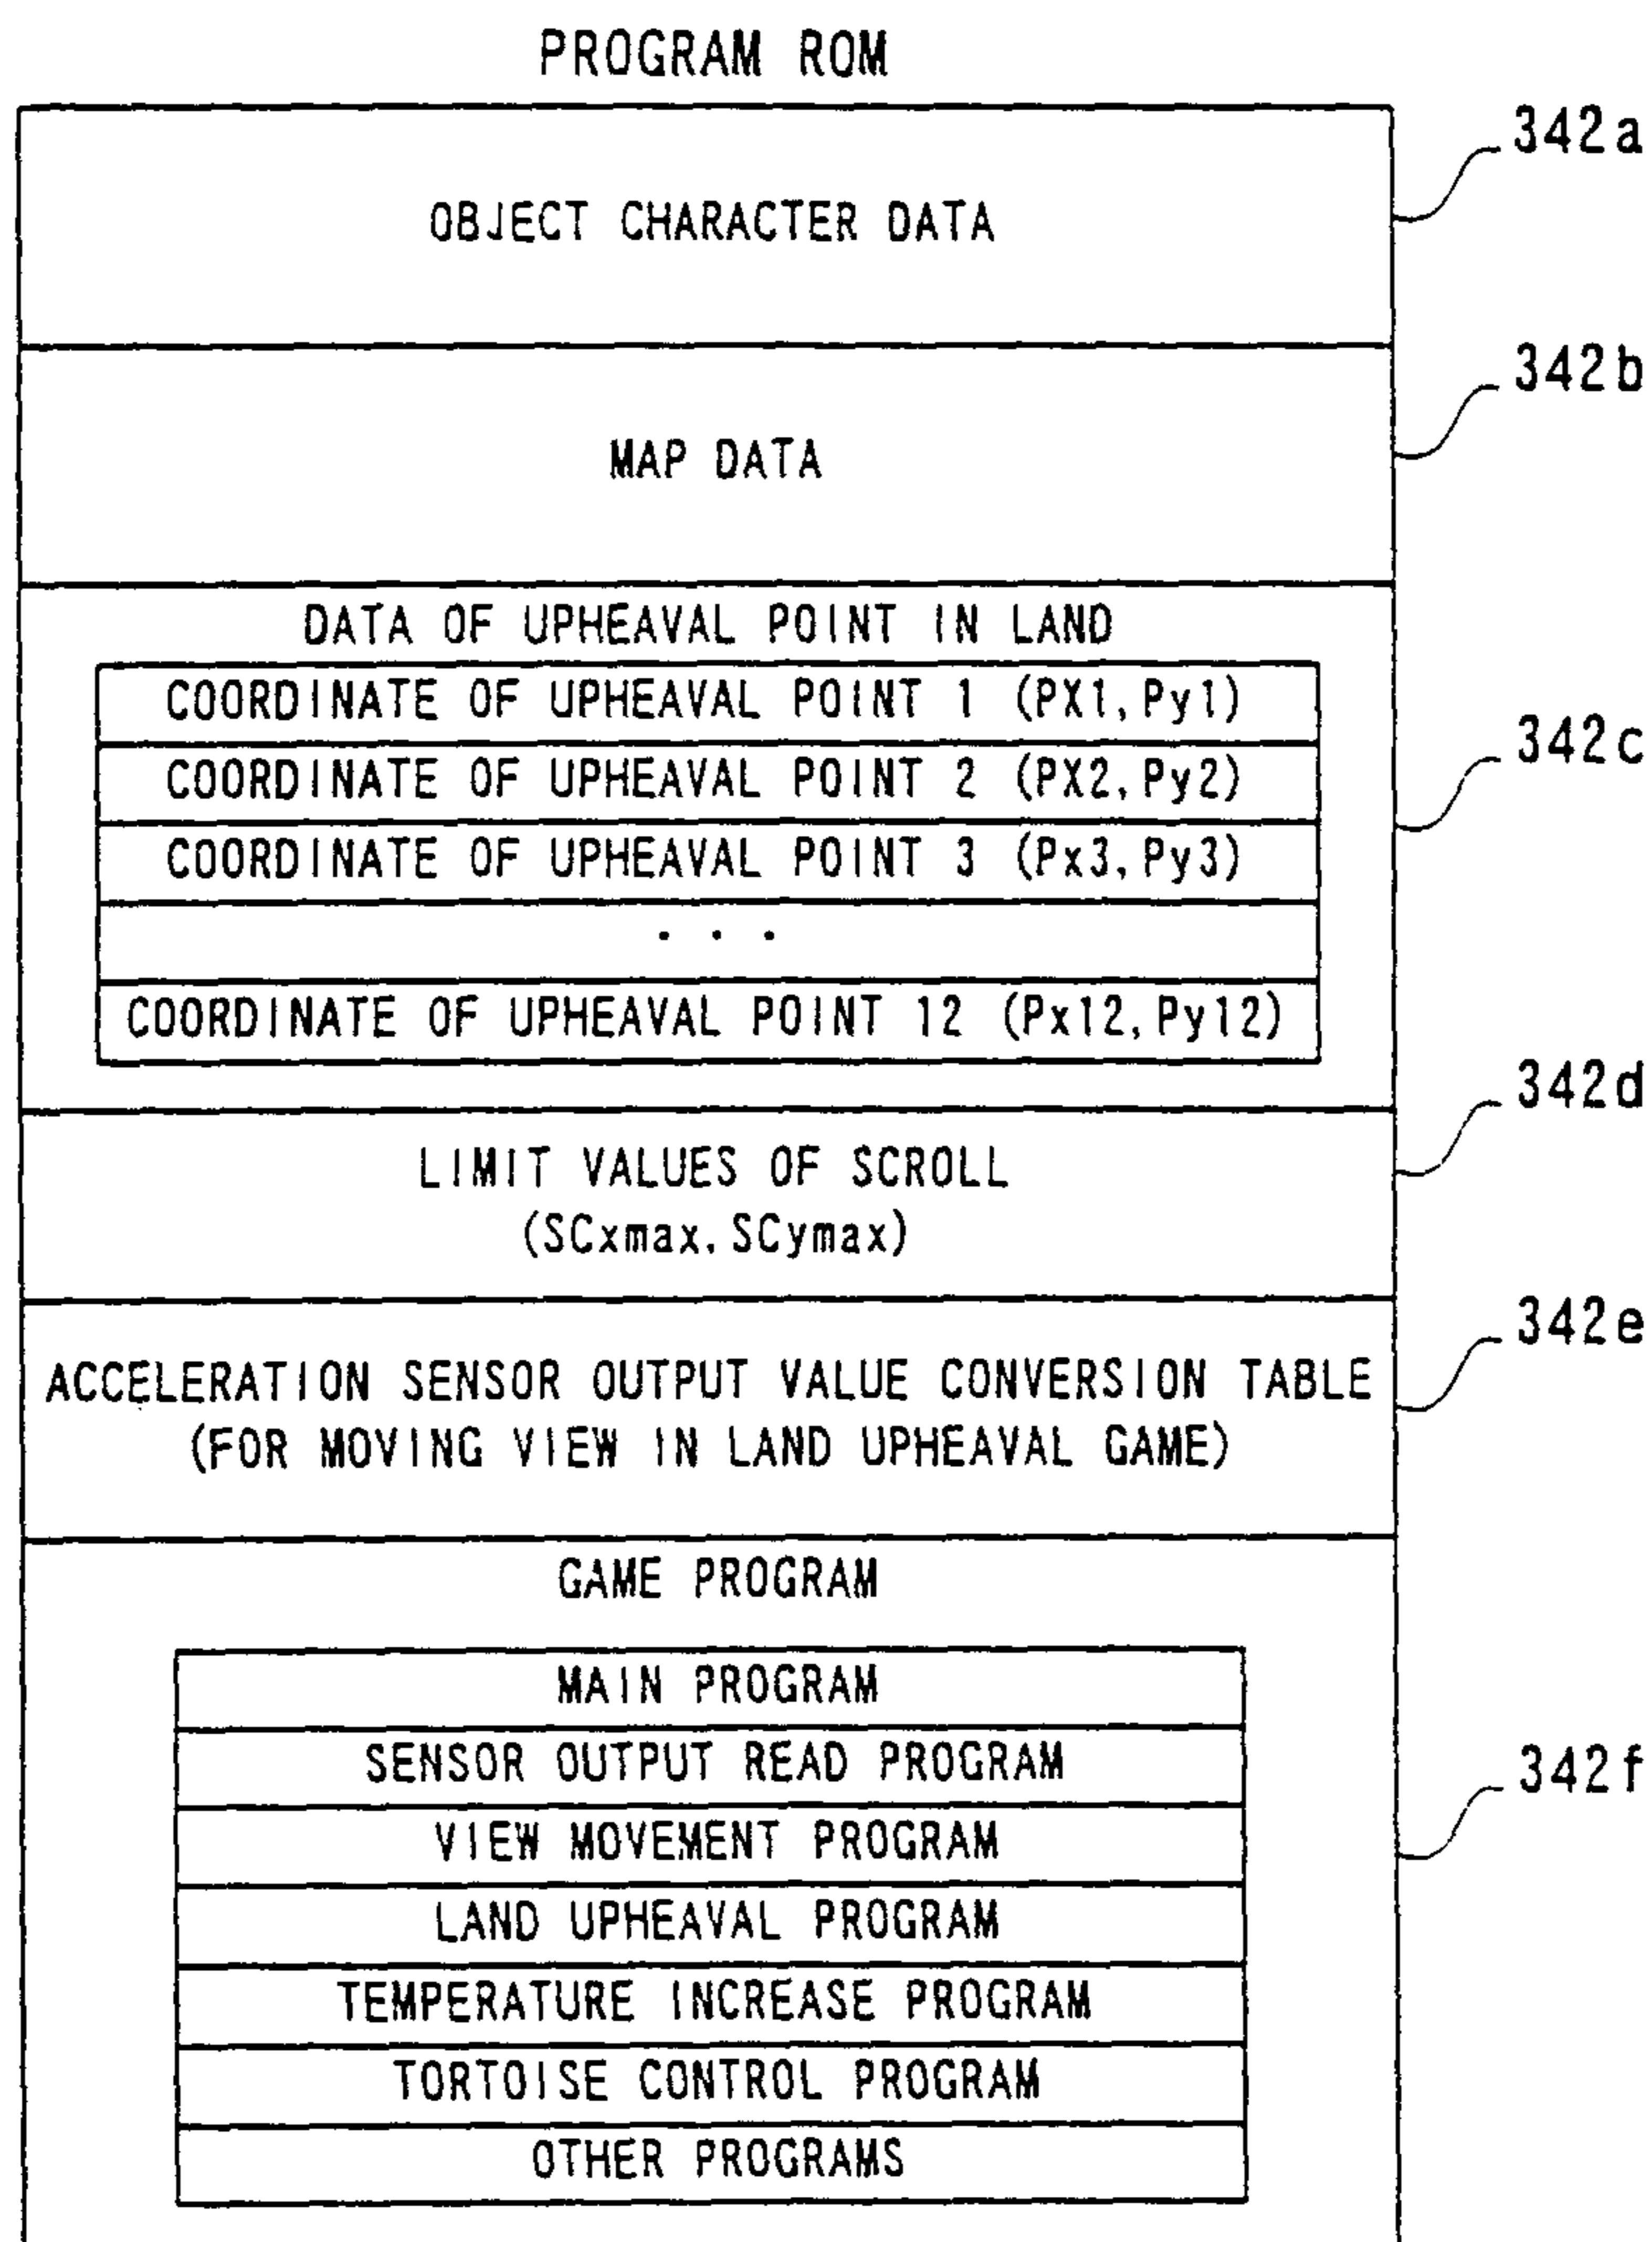 PROGRAM ROM
342a
OBJECT CHARACTER DATA
342b
MAP DATA
DATA OF UPHEAVAL POINT IN LAND
COORDINATE OF UPHEAVAL POINT 1 (PX1, Py1)
342c
COORDINATE OF UPHEAVAL POINT 2 (PX2, Py2)
COORDINATE OF UPHEAVAL POINT 3 (Px3, Py3)
. . .
COORDINATE OF UPHEAVAL POINT 12 (Px12, Py12)
342d
LIMIT VALUES OF SCROLL
(SCxmax, SCymax)
342e
ACCELERATION SENSOR OUTPUT VALUE CONVERSION TABLE
(FOR MOVING VIEW IN LAND UPHEAVAL GAME)
GAME PROGRAM
MAIN PROGRAM
SENSOR OUTPUT READ PROGRAM
342f
VIEW MOVEMENT PROGRAM
LAND UPHEAVAL PROGRAM
TEMPERATURE INCREASE PROGRAM
TORTOISE CONTROL PROGRAM
OTHER PROGRAMS